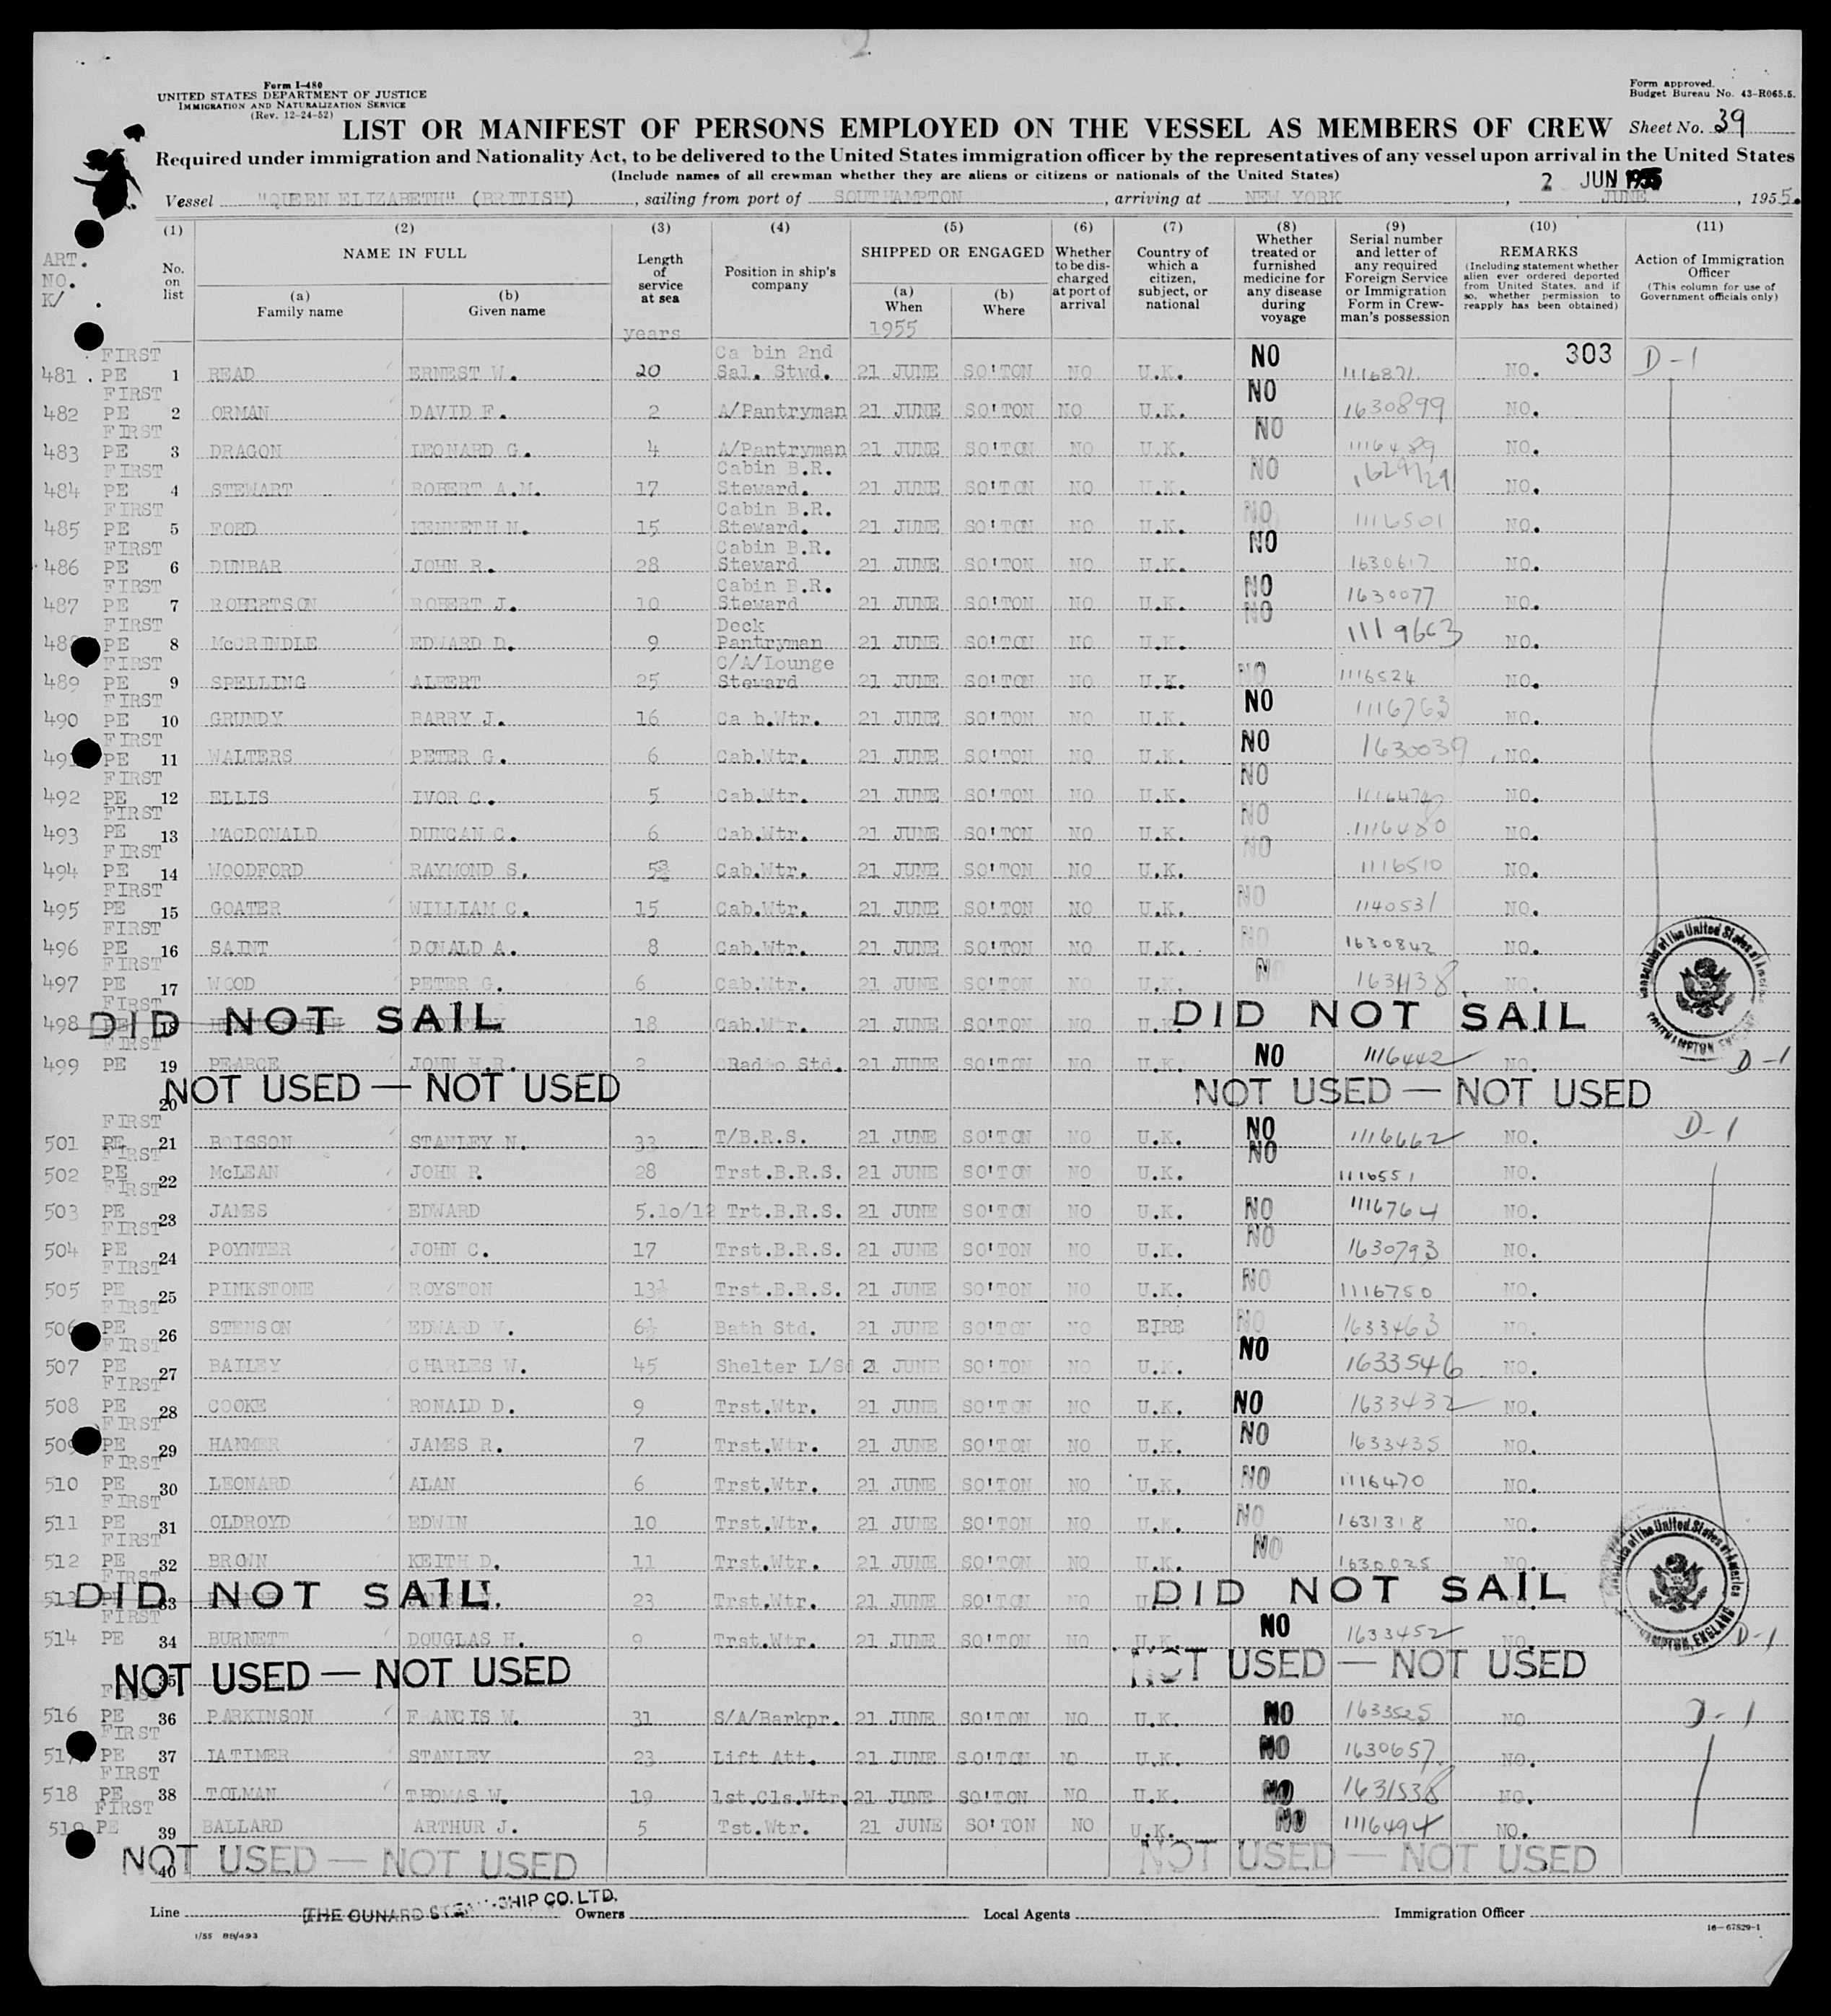 Form I-480
UNITED STATES DEPARTMENT OF JUSTICE
IMMIGRATION AND NATURALIZATION SERVICE
(Rev. 12-24-52)
Form approved.
Budget Bureau No. 43-R065.5.
LIST OR MANIFEST OF PERSONS EMPLOYED ON THE VESSEL AS MEMBERS OF CREW Sheet No. 39
Required under immigration and Nationality Act, to be delivered to the United States immigration officer by the representatives of any vessel upon arrival in the United States
(Include names of all crewman whether they are aliens or citizens or nationals of the United States)
2 JUN 1955
Vessel "QUEEN ELIZABETH" (BRITISH), sailing from port of SOUTHAMPTON, arriving at NEW YORK, JUNE, 1955.
(1) (2) (3) (4) (5) (6) (7) (8) (9) (10) (11)
ART. NO. K/ .
No. on list
NAME IN FULL
(a) Family name
(b) Given name
Length of service at sea
years
Position in ship's company
SHIPPED OR ENGAGED
(a) When
1955
(b) Where
Whether to be discharged at port of arrival
Country of which a citizen, subject, or national
Whether treated or furnished medicine for any disease during voyage
Serial number and letter of any required Foreign Service or Immigration Form in Crewman's possession
REMARKS
(Including statement whether alien ever ordered deported from United States, and if so, whether permission to reapply has been obtained)
Action of Immigration Officer
(This column for use of Government officials only)
303
481 . FIRST PE 1 READ ERNEST W. 20 Cabin 2nd Sal. Stwd. 21 JUNE SO'TON NO U.K. NO 1116871 NO. D-1
482 FIRST PE 2 ORMAN DAVID F. 2 A/Pantryman 21 JUNE SO'TON NO U.K. NO 1630899 NO.
483 FIRST PE 3 DRAGON LEONARD G. 4 A/Pantryman 21 JUNE SO'TON NO U.K. NO 1116489 NO.
484 FIRST PE 4 STEWART ROBERT A.M. 17 Cabin B.R. Steward. 21 JUNE SO'TON NO U.K. NO 1629729 NO.
485 FIRST PE 5 FORD KENNETH N. 15 Cabin B.R. Steward. 21 JUNE SO'TON NO U.K. NO 1116501 NO.
486 FIRST PE 6 DUNBAR JOHN R. 28 Cabin B.R. Steward 21 JUNE SO'TON NO U.K. NO 1630617 NO.
487 FIRST PE 7 ROBERTSON ROBERT J. 10 Cabin B.R. Steward 21 JUNE SO'TON NO U.K. NO 1630077 NO.
48 FIRST PE 8 McCRINDLE EDWARD D. 9 Deck Pantryman 21 JUNE SO'TON NO U.K. NO 1119663 NO.
489 FIRST PE 9 SPELLING ALBERT 25 C/A/Lounge Steward 21 JUNE SO'TON NO U.K. NO 1116524 NO.
490 FIRST PE 10 GRUNDY BARRY J. 16 Cab.Wtr. 21 JUNE SO'TON NO U.K. NO 1116763 NO.
491 FIRST PE 11 WALTERS PETER G. 6 Cab.Wtr. 21 JUNE SO'TON NO U.K. NO 1630039 NO.
492 FIRST PE 12 ELLIS IVOR C. 5 Cab.Wtr. 21 JUNE SO'TON NO U.K. NO NO.
493 FIRST PE 13 MACDONALD DUNCAN C. 6 Cab.Wtr. 21 JUNE SO'TON NO U.K. NO 1116480 NO.
494 FIRST PE 14 WOODFORD RAYMOND S. 5¾ Cab.Wtr. 21 JUNE SO'TON NO U.K. NO 1116510 NO.
495 FIRST PE 15 GOATER WILLIAM C. 15 Cab.Wtr. 21 JUNE SO'TON NO U.K. NO 1140531 NO.
496 FIRST PE 16 SAINT DONALD A. 8 Cab.Wtr. 21 JUNE SO'TON NO U.K. NO 1630842 NO.
497 FIRST PE 17 WOOD PETER G. 6 Cab.Wtr. 21 JUNE SO'TON NO U.K. NO 163438 NO.
498 FIRST PE 18 DID NOT SAIL 18 Cab.Wtr. 21 JUNE SO'TON NO U.K. DID NOT SAIL
499 FIRST PE 19 PEARCE JOHN H.R. 2 Radio Std. 21 JUNE SO'TON NO U.K. NO 1116442 NO. D-1
20 NOT USED — NOT USED NOT USED — NOT USED
501 FIRST PE 21 BOISSON STANLEY N. 33 T/B.R.S. 21 JUNE SO'TON NO U.K. NO 1116662 NO. D-1
502 FIRST PE 22 McLEAN JOHN R. 28 Trst.B.R.S. 21 JUNE SO'TON NO U.K. NO 1116551 NO.
503 FIRST PE 23 JAMES EDWARD 5.10/12 Trt.B.R.S. 21 JUNE SO'TON NO U.K. NO 1116764 NO.
504 FIRST PE 24 POYNTER JOHN C. 17 Trst.B.R.S. 21 JUNE SO'TON NO U.K. NO 1630793 NO.
505 FIRST PE 25 PINKSTONE ROYSTON 13½ Trst.B.R.S. 21 JUNE SO'TON NO U.K. NO 1116750 NO.
506 FIRST PE 26 STENSON EDWARD V. 6½ Bath Std. 21 JUNE SO'TON NO EIRE NO 1633463 NO.
507 FIRST PE 27 BAILEY CHARLES W. 45 Shelter L/Sd 21 JUNE SO'TON NO U.K. NO 1633546 NO.
508 FIRST PE 28 COOKE RONALD D. 9 Trst.Wtr. 21 JUNE SO'TON NO U.K. NO 1633432 NO.
509 FIRST PE 29 HAMMER JAMES R. 7 Trst.Wtr. 21 JUNE SO'TON NO U.K. NO 1633435 NO.
510 FIRST PE 30 LEONARD ALAN 6 Trst.Wtr. 21 JUNE SO'TON NO U.K. NO 1116470 NO.
511 FIRST PE 31 OLDROYD EDWIN 10 Trst.Wtr. 21 JUNE SO'TON NO U.K. NO 1631318 NO.
512 FIRST PE 32 BROWN KEITH D. 11 Trst.Wtr. 21 JUNE SO'TON NO U.K. NO 1630025 NO.
513 FIRST 33 DID NOT SAIL 23 Trst.Wtr. 21 JUNE SO'TON NO U. DID NOT SAIL
514 FIRST PE 34 BURNETT DOUGLAS H. 9 Trst.Wtr. 21 JUNE SO'TON NO U.K. NO 1633452 NO. D-1
35 NOT USED — NOT USED NOT USED — NOT USED
516 FIRST PE 36 PARKINSON FRANCIS W. 31 S/A/Barkpr. 21 JUNE SO'TON NO U.K. NO 1633525 NO D-1
517 FIRST PE 37 LATIMER STANLEY 23 Lift Att. 21 JUNE SO'TON NO U.K. NO 1630657 NO.
518 FIRST PE 38 TOLMAN THOMAS W. 19 1st.Cls.Wtr. 21 JUNE SO'TON NO U.K. NO 1631538 NO.
519 FIRST PE 39 BALLARD ARTHUR J. 5 Tst.Wtr. 21 JUNE SO'TON NO U.K. NO 1116494 NO.
40 NOT USED — NOT USED NOT USED — NOT USED
Line THE CUNARD STEAM-SHIP CO. LTD. Owners Local Agents Immigration Officer
1/55 BB/493
16—67829-1